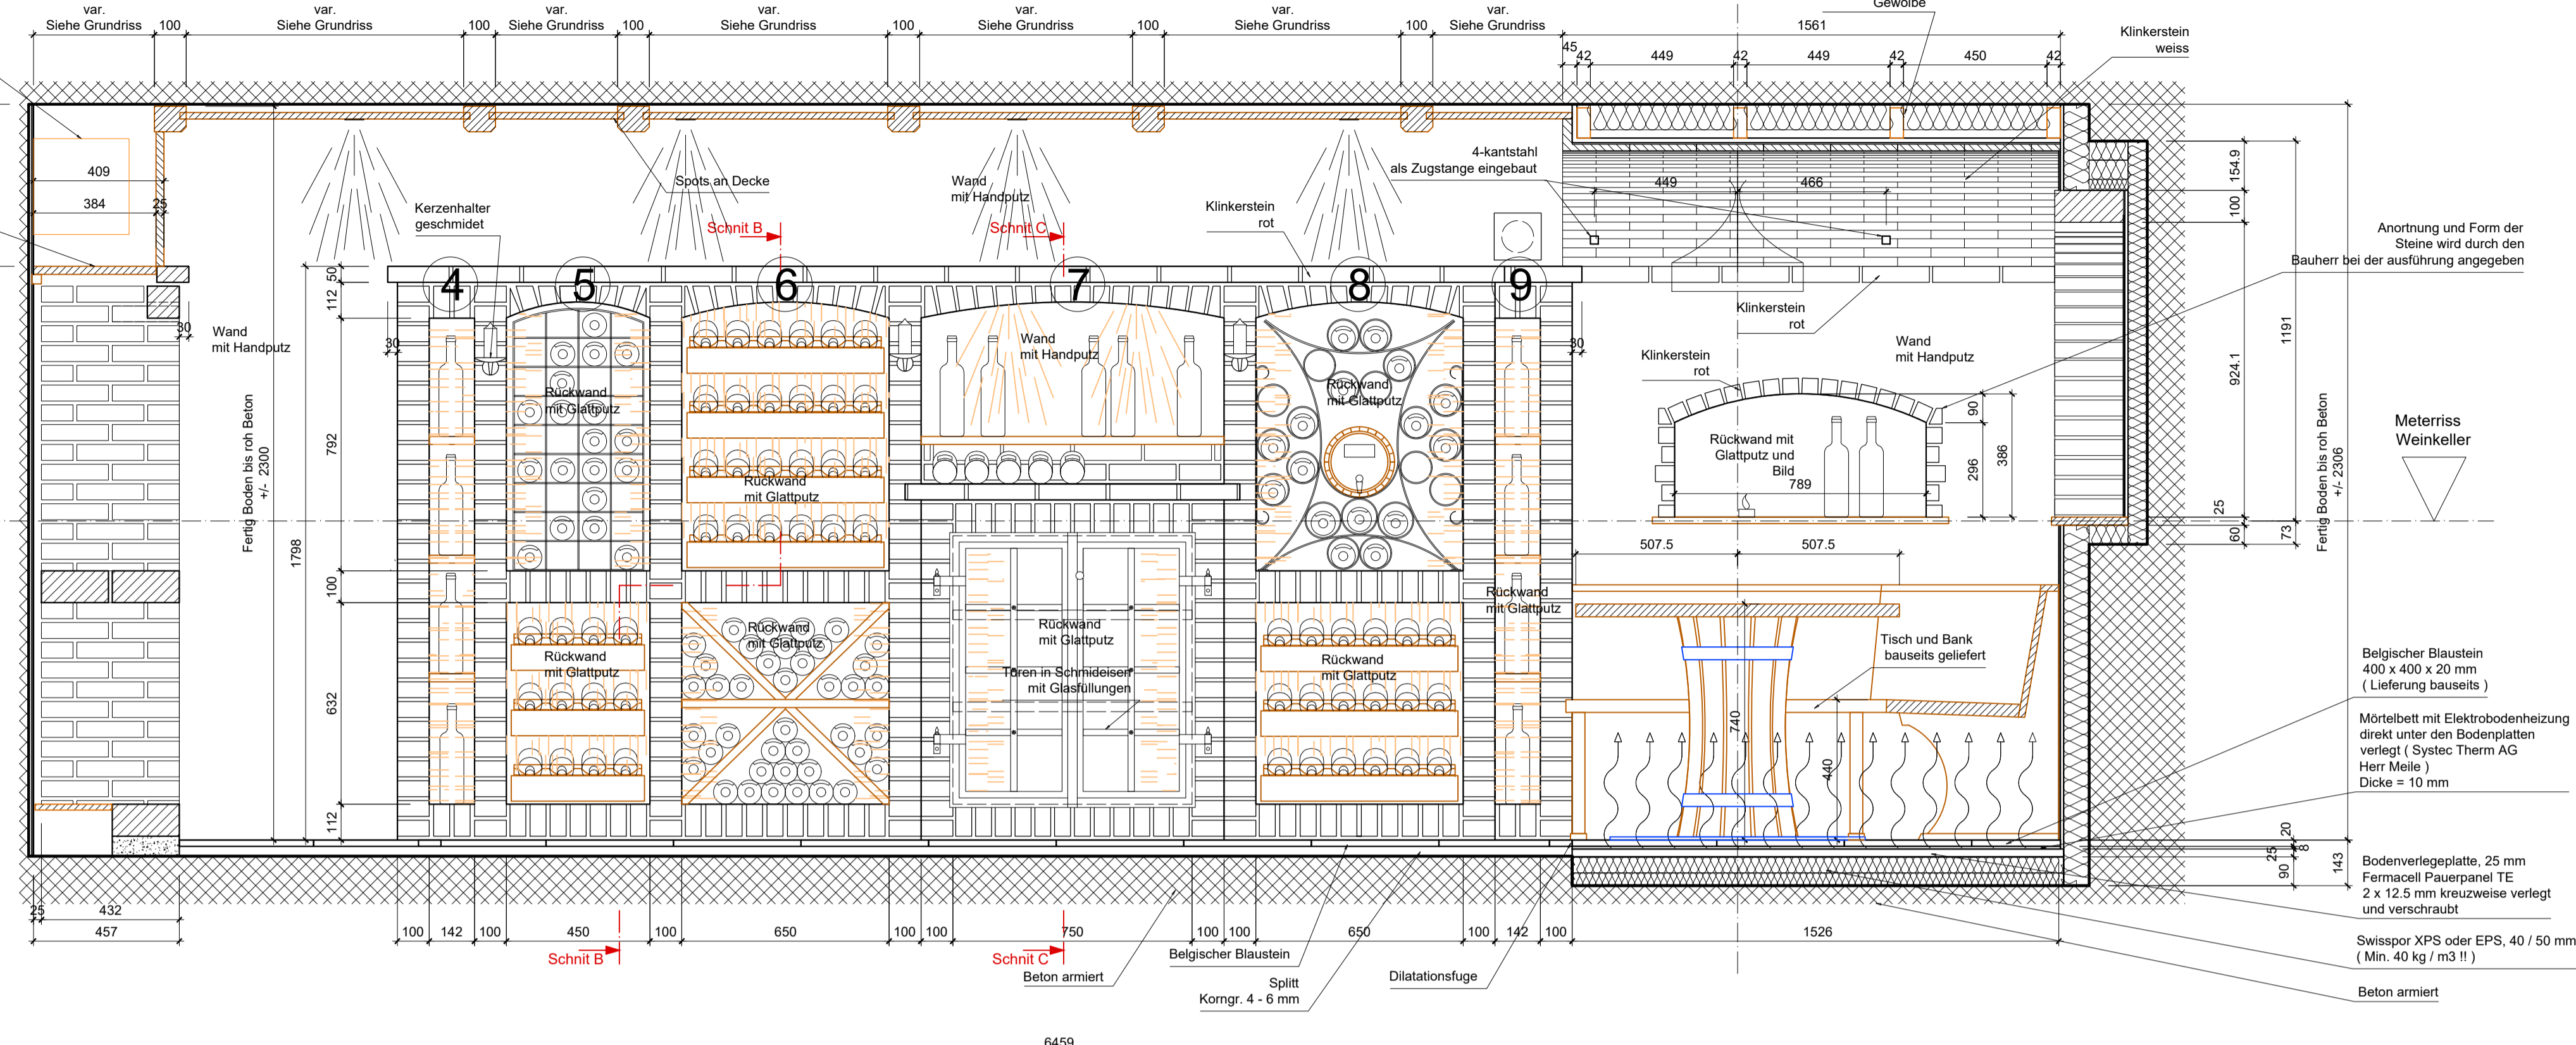 var.
Siehe Grundriss
100
var.
Siehe Grundriss
100
var.
Siehe Grundriss
100
var.
Siehe Grundriss
100
var.
Siehe Grundriss
100
var.
Siehe Grundriss
100
var.
Siehe Grundriss
1561
45
42
449
42
449
42
450
42
Gewölbe
Klinkerstein
weiss
409
384
25
Spots an Decke
Kerzenhalter
geschmidet
Wand
mit Handputz
Schnit B
Schnit C
Klinkerstein
rot
4-kantstahl
als Zugstange eingebaut
449
466
154.9
100
1191
924.1
Anortnung und Form der
Steine wird durch den
Bauherr bei der ausführung angegeben
4
5
6
7
8
9
50
112
30
Wand
mit Handputz
30
Wand
mit Handputz
30
Klinkerstein
rot
Wand
mit Handputz
Klinkerstein
rot
Rückwand
mit Glattputz
Rückwand
mit Glattputz
Rückwand
mit Glattputz
Rückwand mit
Glattputz und
Bild
789
90
296
386
Fertig Boden bis roh Beton
+/- 2300
1798
792
Fertig Boden bis roh Beton
+/- 2306
Meterriss
Weinkeller
25
60
73
507.5
507.5
100
632
112
Rückwand
mit Glattputz
Rückwand
mit Glattputz
Rückwand
mit Glattputz
Türen in Schmideisen
mit Glasfüllungen
Rückwand
mit Glattputz
Rückwand
mit Glattputz
Tisch und Bank
bauseits geliefert
740
440
Belgischer Blaustein
400 x 400 x 20 mm
( Lieferung bauseits )
Mörtelbett mit Elektrobodenheizung
direkt unter den Bodenplatten
verlegt ( Systec Therm AG
Herr Meile )
Dicke = 10 mm
20
8
25
90
143
Bodenverlegeplatte, 25 mm
Fermacell Pauerpanel TE
2 x 12.5 mm kreuzweise verlegt
und verschraubt
Swisspor XPS oder EPS, 40 / 50 mm
( Min. 40 kg / m3 !! )
Beton armiert
25
432
457
100
142
100
450
100
650
100
100
750
100
100
650
100
142
100
1526
Schnit B
Schnit C
Beton armiert
Belgischer Blaustein
Splitt
Korngr. 4 - 6 mm
Dilatationsfuge
6459